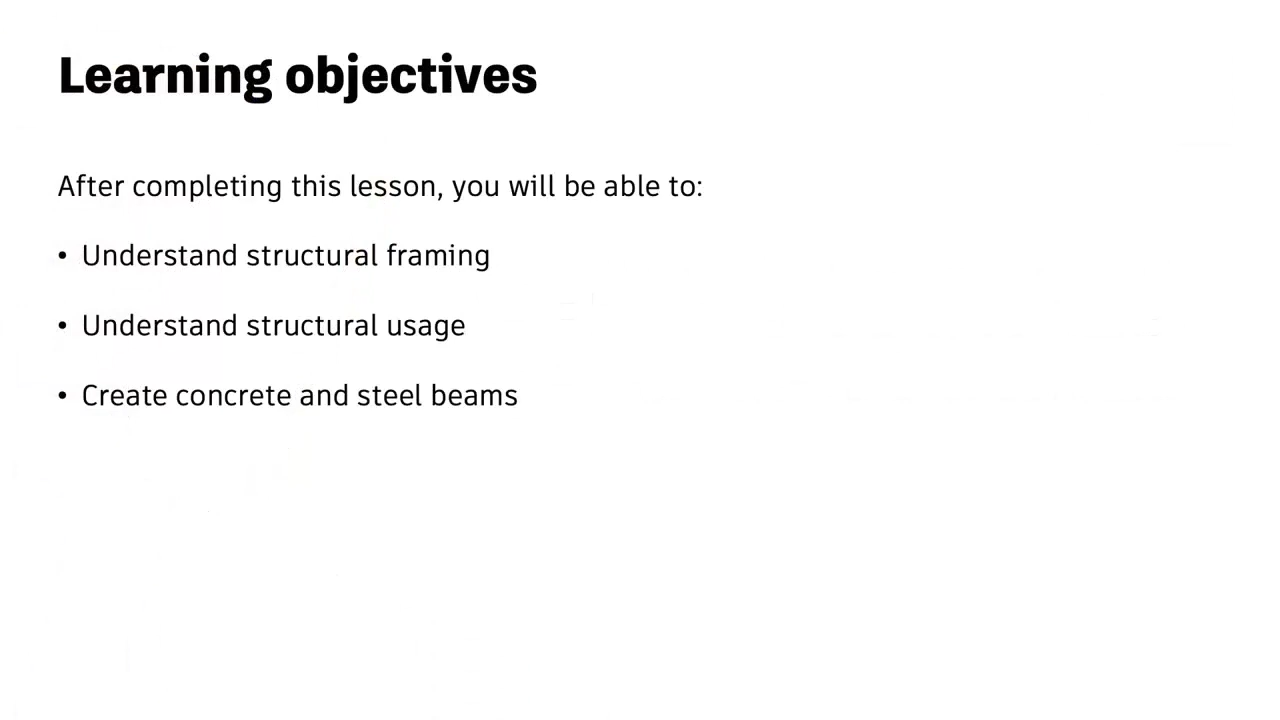 Learning objectives
After completing this lesson, you will be able to:
• Understand structural framing
• Understand structural usage
• Create concrete and steel beams